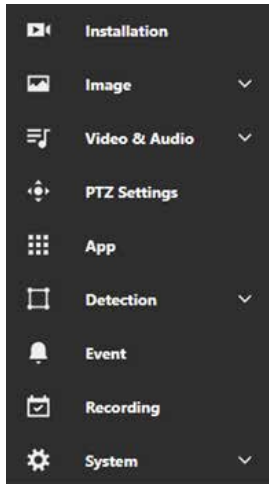 Installation
Image
Video & Audio
PTZ Settings
App
Detection
Event
Recording
System